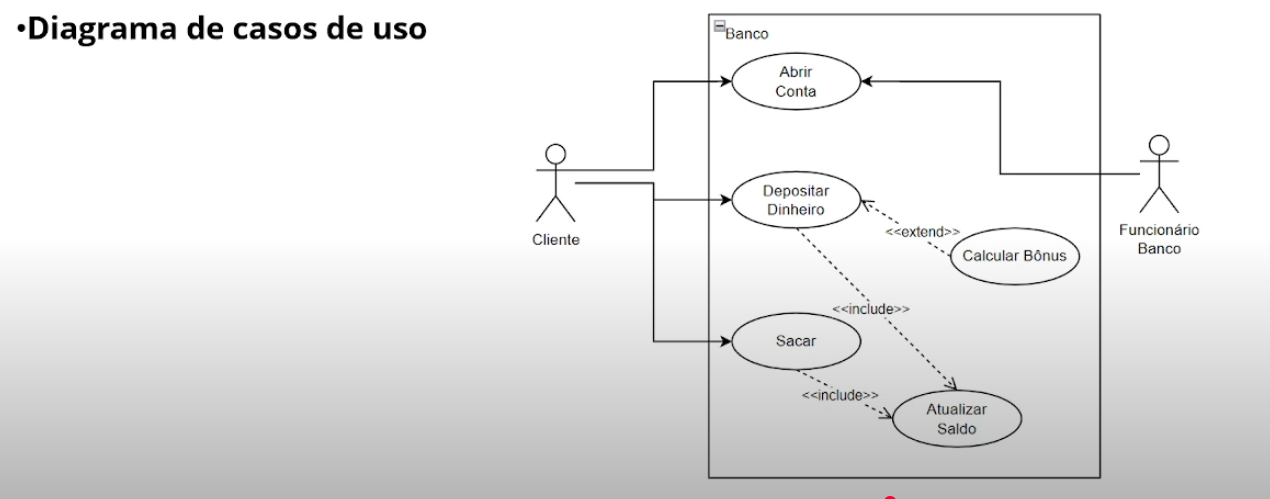 •Diagrama de casos de uso
Banco
Abrir
Conta
Depositar
Dinheiro
<<extend>>
Calcular Bônus
Cliente
Funcionário
Banco
<<include>>
Sacar
<<include>>
Atualizar
Saldo